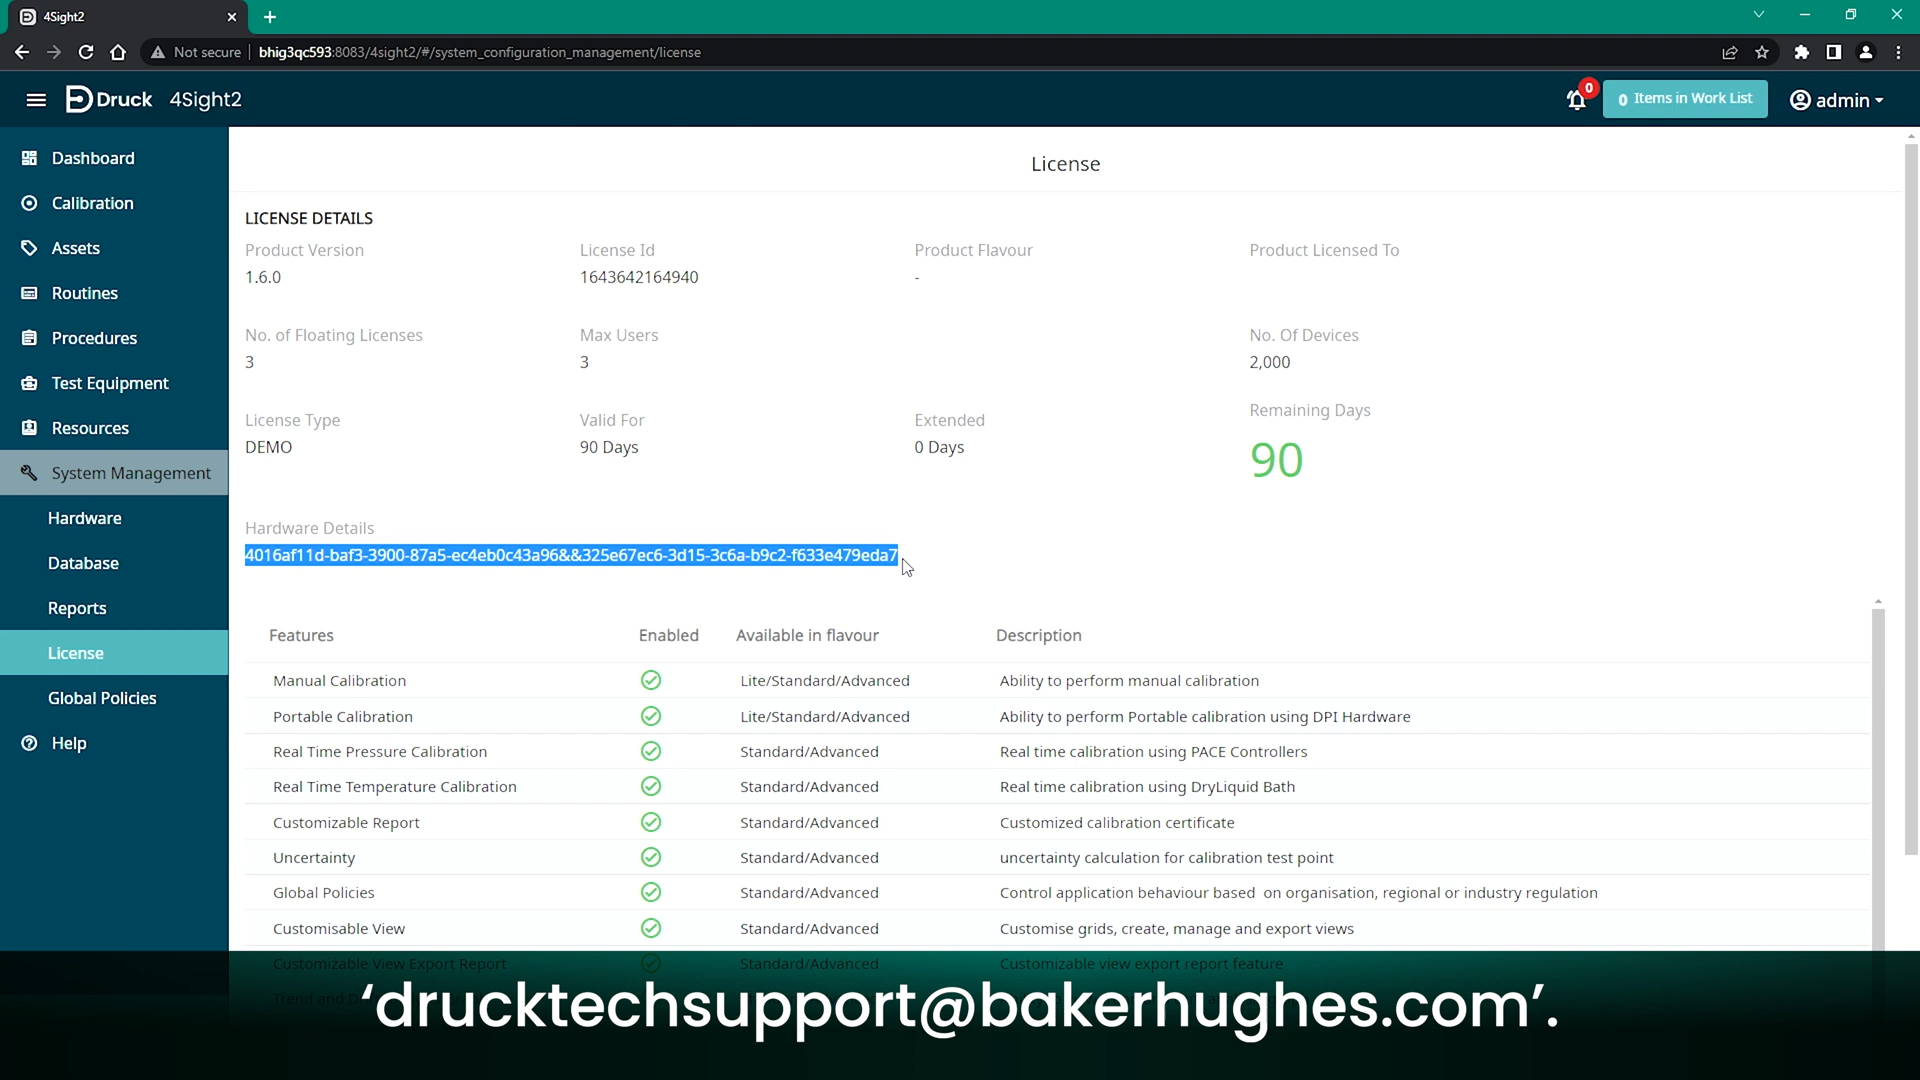 4Sight2
Not secure bhig3qc593:8083/4sight2/#/system_configuration_management/license
Druck 4Sight2
0
0 Items in Work List
admin
Dashboard
Calibration
Assets
Routines
Procedures
Test Equipment
Resources
System Management
Hardware
Database
Reports
License
Global Policies
Help
License
LICENSE DETAILS
Product Version License Id Product Flavour Product Licensed To
1.6.0 1643642164940 -
No. of Floating Licenses Max Users No. Of Devices
3 3 2,000
License Type Valid For Extended Remaining Days
DEMO 90 Days 0 Days 90
Hardware Details
4016af11d-baf3-3900-87a5-ec4eb0c43a96&&325e67ec6-3d15-3c6a-b9c2-f633e479eda7
Features Enabled Available in flavour Description
Manual Calibration Lite/Standard/Advanced Ability to perform manual calibration
Portable Calibration Lite/Standard/Advanced Ability to perform Portable calibration using DPI Hardware
Real Time Pressure Calibration Standard/Advanced Real time calibration using PACE Controllers
Real Time Temperature Calibration Standard/Advanced Real time calibration using DryLiquid Bath
Customizable Report Standard/Advanced Customized calibration certificate
Uncertainty Standard/Advanced uncertainty calculation for calibration test point
Global Policies Standard/Advanced Control application behaviour based on organisation, regional or industry regulation
Customisable View Standard/Advanced Customise grids, create, manage and export views
Customizable View Export Report Standard/Advanced Customizable view export report feature
Trend and
‘drucktechsupport@bakerhughes.com’.